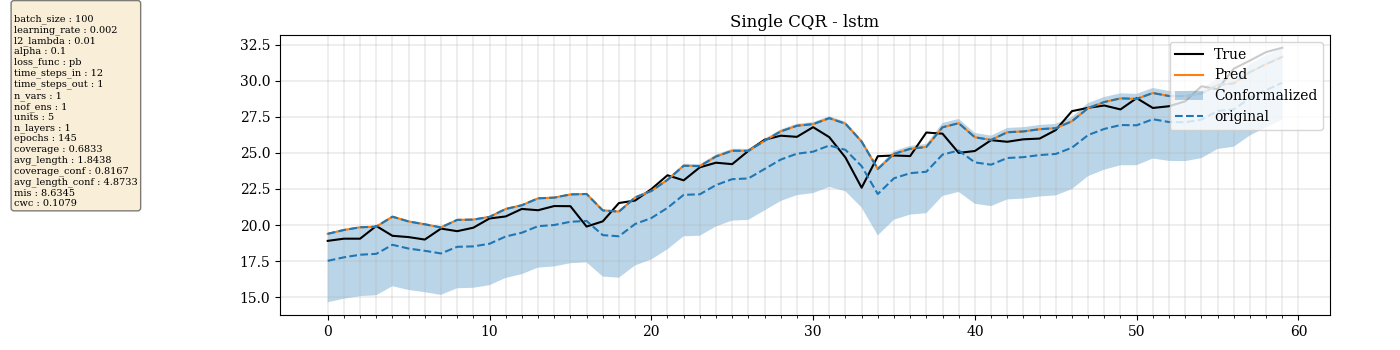 batch_size : 100
learning_rate : 0.002
l2_lambda : 0.01
alpha : 0.1
loss_func : pb
time_steps_in : 12
time_steps_out : 1
n_vars : 1
nof_ens : 1
units : 5
n_layers : 1
epochs : 145
coverage : 0.6833
avg_length : 1.8438
coverage_conf : 0.8167
avg_length_conf : 4.8733
mis : 8.6345
cwc : 0.1079
Single CQR - lstm
32.5
30.0
27.5
25.0
22.5
20.0
17.5
15.0
True
Pred
Conformalized
original
0 10 20 30 40 50 60